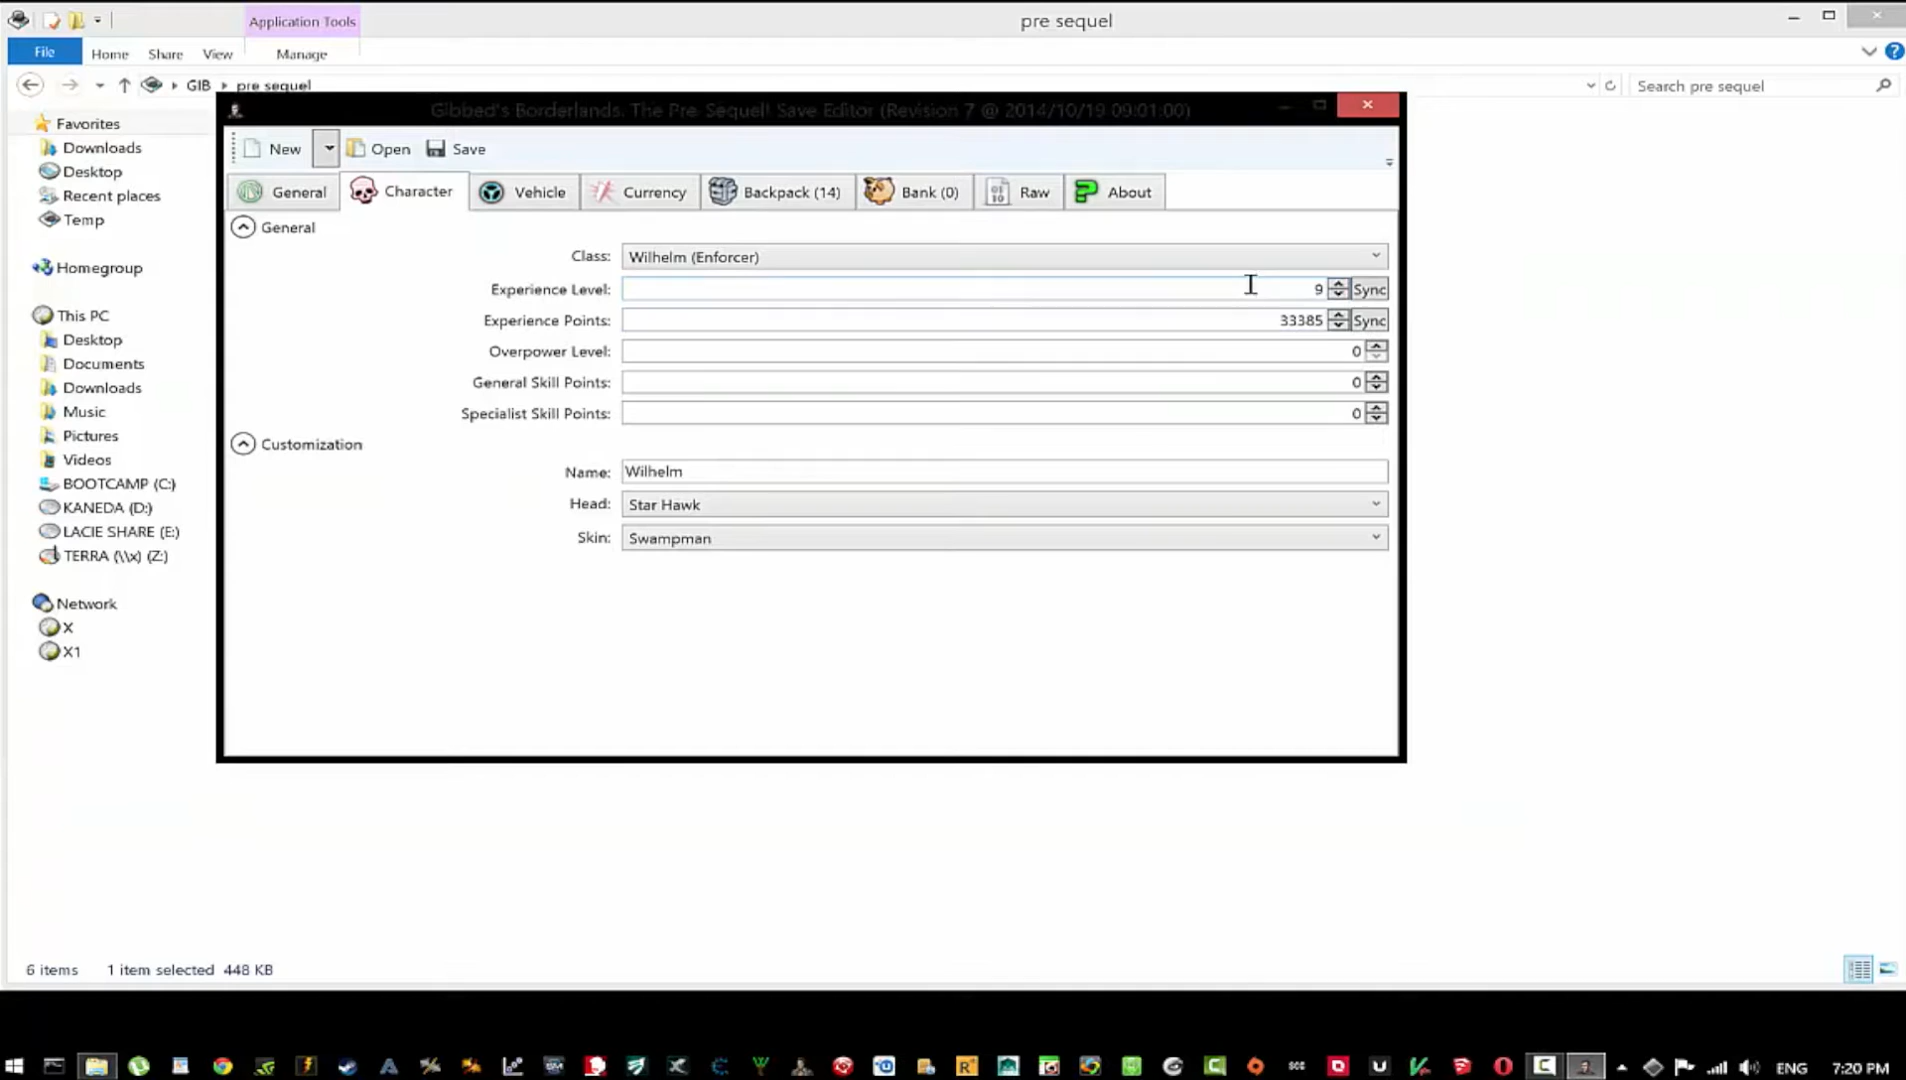 Application Tools
pre sequel
File Home Share View Manage
GIB pre sequel
Search pre sequel
Gibbed's Borderlands. The Pre Sequel! Save Editor (Revision 7 @ 2014/10/19 09:01:00)
New Open Save
General Character Vehicle Currency Backpack (14) Bank (0) Raw About
General
Class: Wilhelm (Enforcer)
Experience Level: 9 Sync
Experience Points: 33385 Sync
Overpower Level: 0
General Skill Points: 0
Specialist Skill Points: 0
Customization
Name: Wilhelm
Head: Star Hawk
Skin: Swampman
Favorites
Downloads
Desktop
Recent places
Temp
Homegroup
This PC
Desktop
Documents
Downloads
Music
Pictures
Videos
BOOTCAMP (C:)
KANEDA (D:)
LACIE SHARE (E:)
TERRA (\\x) (Z:)
Network
X
X1
6 items 1 item selected 448 KB
ENG 7:20 PM